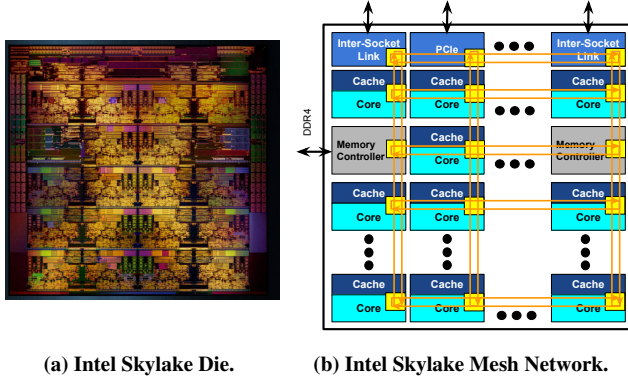 Inter-Socket
Link
PCIe
Inter-Socket
Link
Cache
Core
Cache
Core
Cache
Core
DDR4
Memory
Controller
Cache
Core
Memory
Controller
Cache
Core
Cache
Core
Cache
Core
Cache
Core
Cache
Core
Cache
Core
(a) Intel Skylake Die.
(b) Intel Skylake Mesh Network.